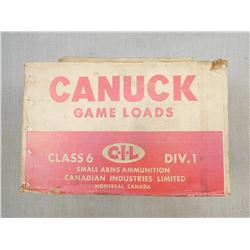 CANUCK
GAME LOADS
CLASS 6 C-I-L DIV. 1
SMALL ARMS AMMUNITION
CANADIAN INDUSTRIES LIMITED
MONTREAL CANADA